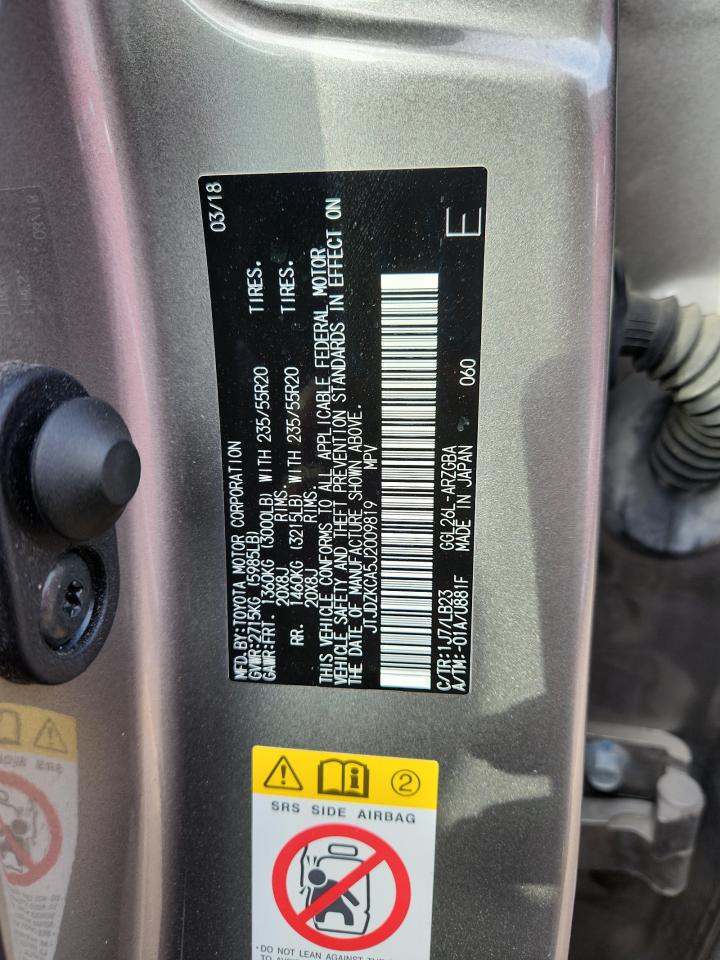 MFD.BY:TOYOTA MOTOR CORPORATION 03/18
GVWR:2715KG (5985LB)
GAWR:FRT. 1360KG (3000LB) WITH 235/55R20 TIRES.
20X8J RIMS.
RR. 1460KG (3215LB) WITH 235/55R20 TIRES.
20X8J RIMS.
THIS VEHICLE CONFORMS TO ALL APPLICABLE FEDERAL MOTOR
VEHICLE SAFETY AND THEFT PREVENTION STANDARDS IN EFFECT ON
THE DATE OF MANUFACTURE SHOWN ABOVE.
JTJDZKCA5J2009819 MPV
C/TR:1J7/LB23 GGL26L-ARZGBA 060
A/TM:-01A/U881F MADE IN JAPAN
E
2
SRS SIDE AIRBAG
· DO NOT LEAN AGAINST